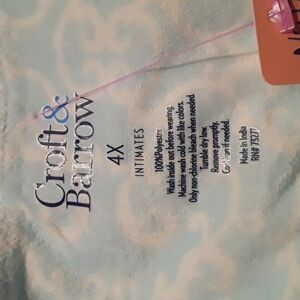 Croft&
Barrow
4X
INTIMATES
100%Polyester
Wash inside out before wearing.
Machine wash cold with like colors.
Only non-chlorine bleach when needed.
Tumble dry low.
Remove promptly.
Cool iron if needed.
Made in India
RN# 73277